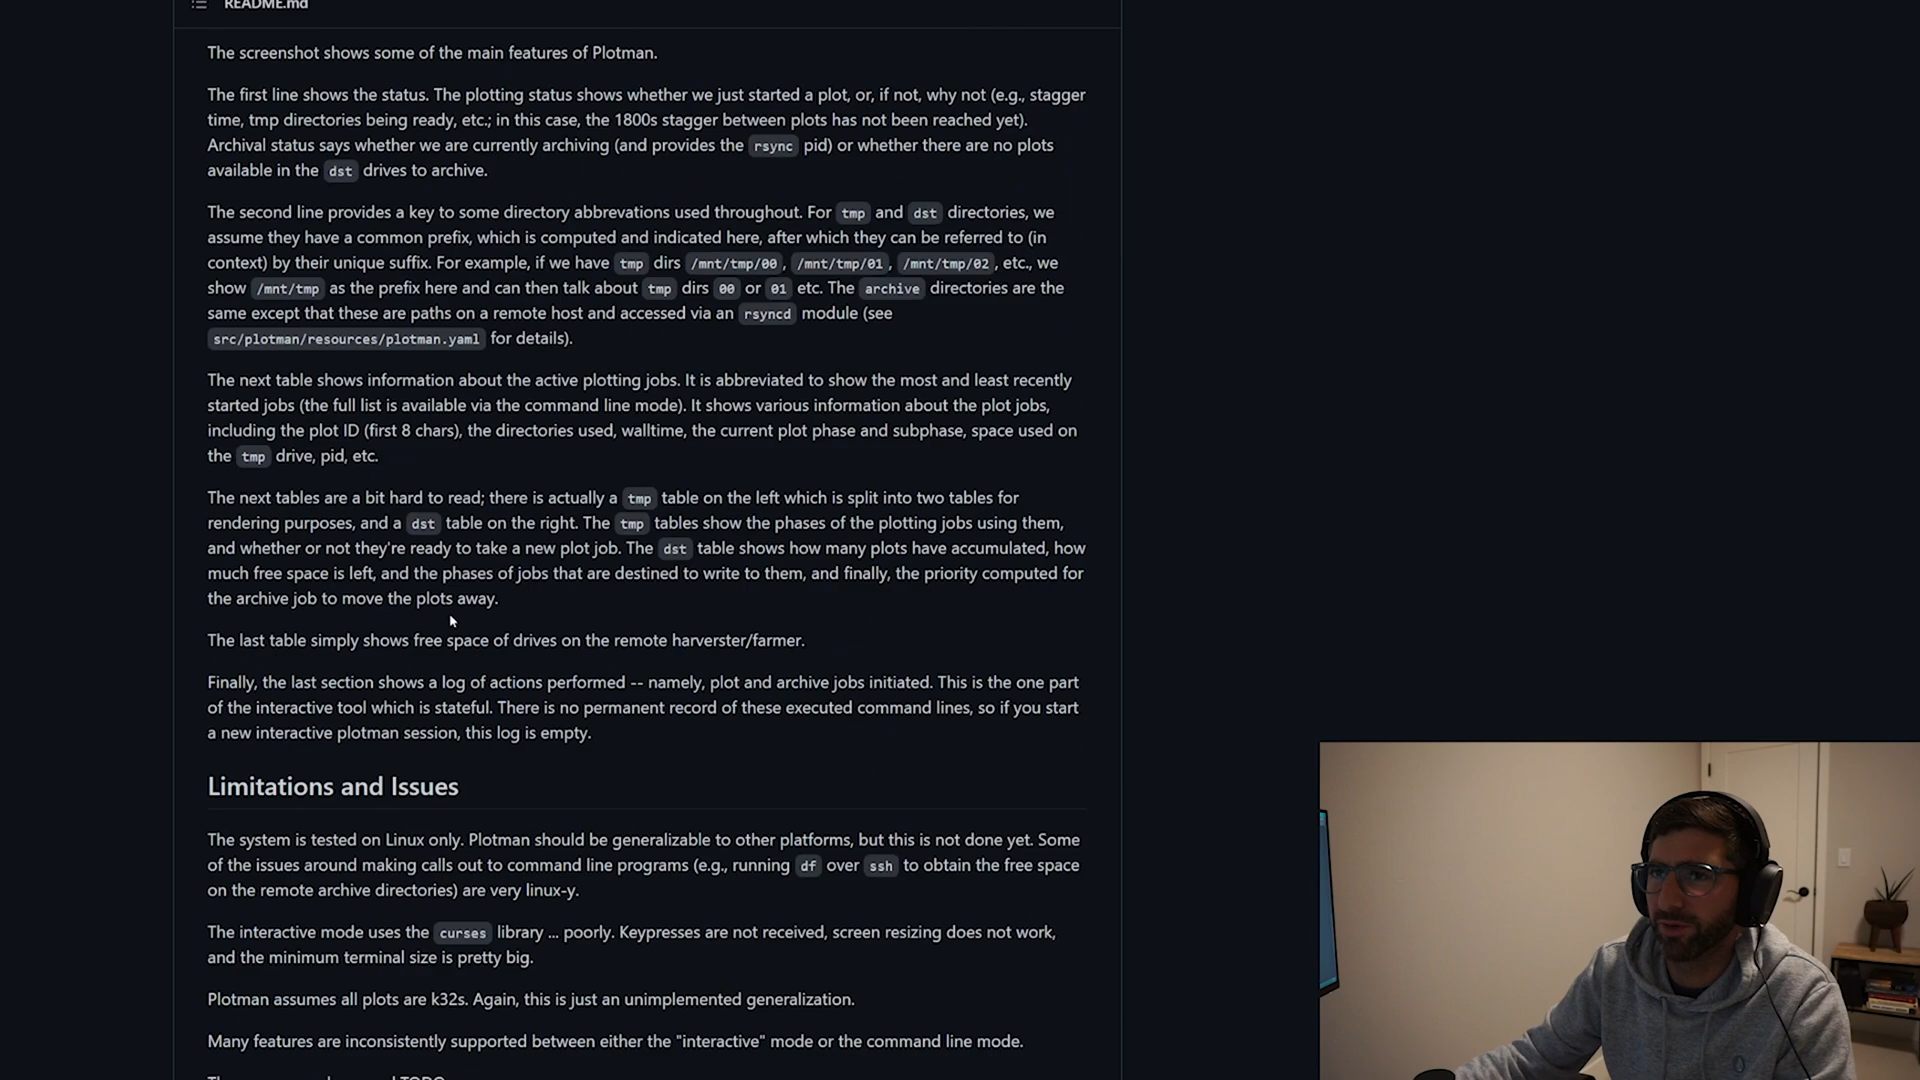 README.md
The screenshot shows some of the main features of Plotman.
The first line shows the status. The plotting status shows whether we just started a plot, or, if not, why not (e.g., stagger
time, tmp directories being ready, etc.; in this case, the 1800s stagger between plots has not been reached yet).
Archival status says whether we are currently archiving (and provides the rsync pid) or whether there are no plots
available in the dst drives to archive.
The second line provides a key to some directory abbrevations used throughout. For tmp and dst directories, we
assume they have a common prefix, which is computed and indicated here, after which they can be referred to (in
context) by their unique suffix. For example, if we have tmp dirs /mnt/tmp/00, /mnt/tmp/01, /mnt/tmp/02, etc., we
show /mnt/tmp as the prefix here and can then talk about tmp dirs 00 or 01 etc. The archive directories are the
same except that these are paths on a remote host and accessed via an rsyncd module (see
src/plotman/resources/plotman.yaml for details).
The next table shows information about the active plotting jobs. It is abbreviated to show the most and least recently
started jobs (the full list is available via the command line mode). It shows various information about the plot jobs,
including the plot ID (first 8 chars), the directories used, walltime, the current plot phase and subphase, space used on
the tmp drive, pid, etc.
The next tables are a bit hard to read; there is actually a tmp table on the left which is split into two tables for
rendering purposes, and a dst table on the right. The tmp tables show the phases of the plotting jobs using them,
and whether or not they're ready to take a new plot job. The dst table shows how many plots have accumulated, how
much free space is left, and the phases of jobs that are destined to write to them, and finally, the priority computed for
the archive job to move the plots away.
The last table simply shows free space of drives on the remote harverster/farmer.
Finally, the last section shows a log of actions performed -- namely, plot and archive jobs initiated. This is the one part
of the interactive tool which is stateful. There is no permanent record of these executed command lines, so if you start
a new interactive plotman session, this log is empty.
Limitations and Issues
The system is tested on Linux only. Plotman should be generalizable to other platforms, but this is not done yet. Some
of the issues around making calls out to command line programs (e.g., running df over ssh to obtain the free space
on the remote archive directories) are very linux-y.
The interactive mode uses the curses library ... poorly. Keypresses are not received, screen resizing does not work,
and the minimum terminal size is pretty big.
Plotman assumes all plots are k32s. Again, this is just an unimplemented generalization.
Many features are inconsistently supported between either the "interactive" mode or the command line mode.